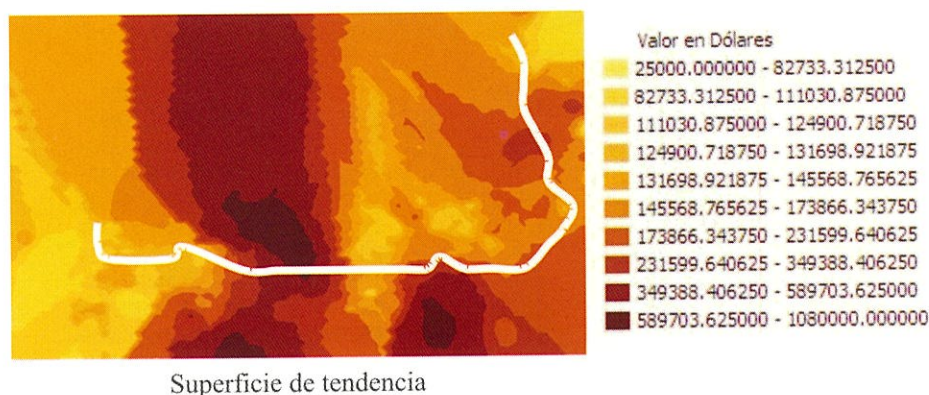 Valor en Dólares
25000.000000 - 82733.312500
82733.312500 - 111030.875000
111030.875000 - 124900.718750
124900.718750 - 131698.921875
131698.921875 - 145568.765625
145568.765625 - 173866.343750
173866.343750 - 231599.640625
231599.640625 - 349388.406250
349388.406250 - 589703.625000
589703.625000 - 1080000.000000
Superficie de tendencia